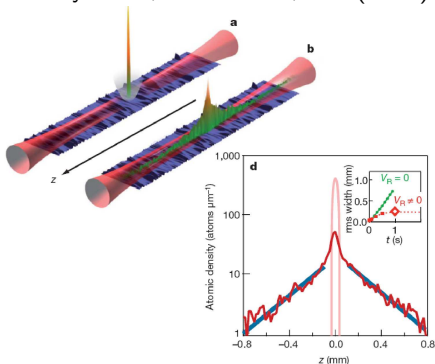 a
b
z
d
1,000
100
10
1
Atomic density (atoms µm⁻¹)
–0.8
–0.4
0.0
0.4
0.8
z (mm)
rms width (mm)
1.0
0.5
0.0
0
1
t (s)
V_R = 0
V_R ≠ 0